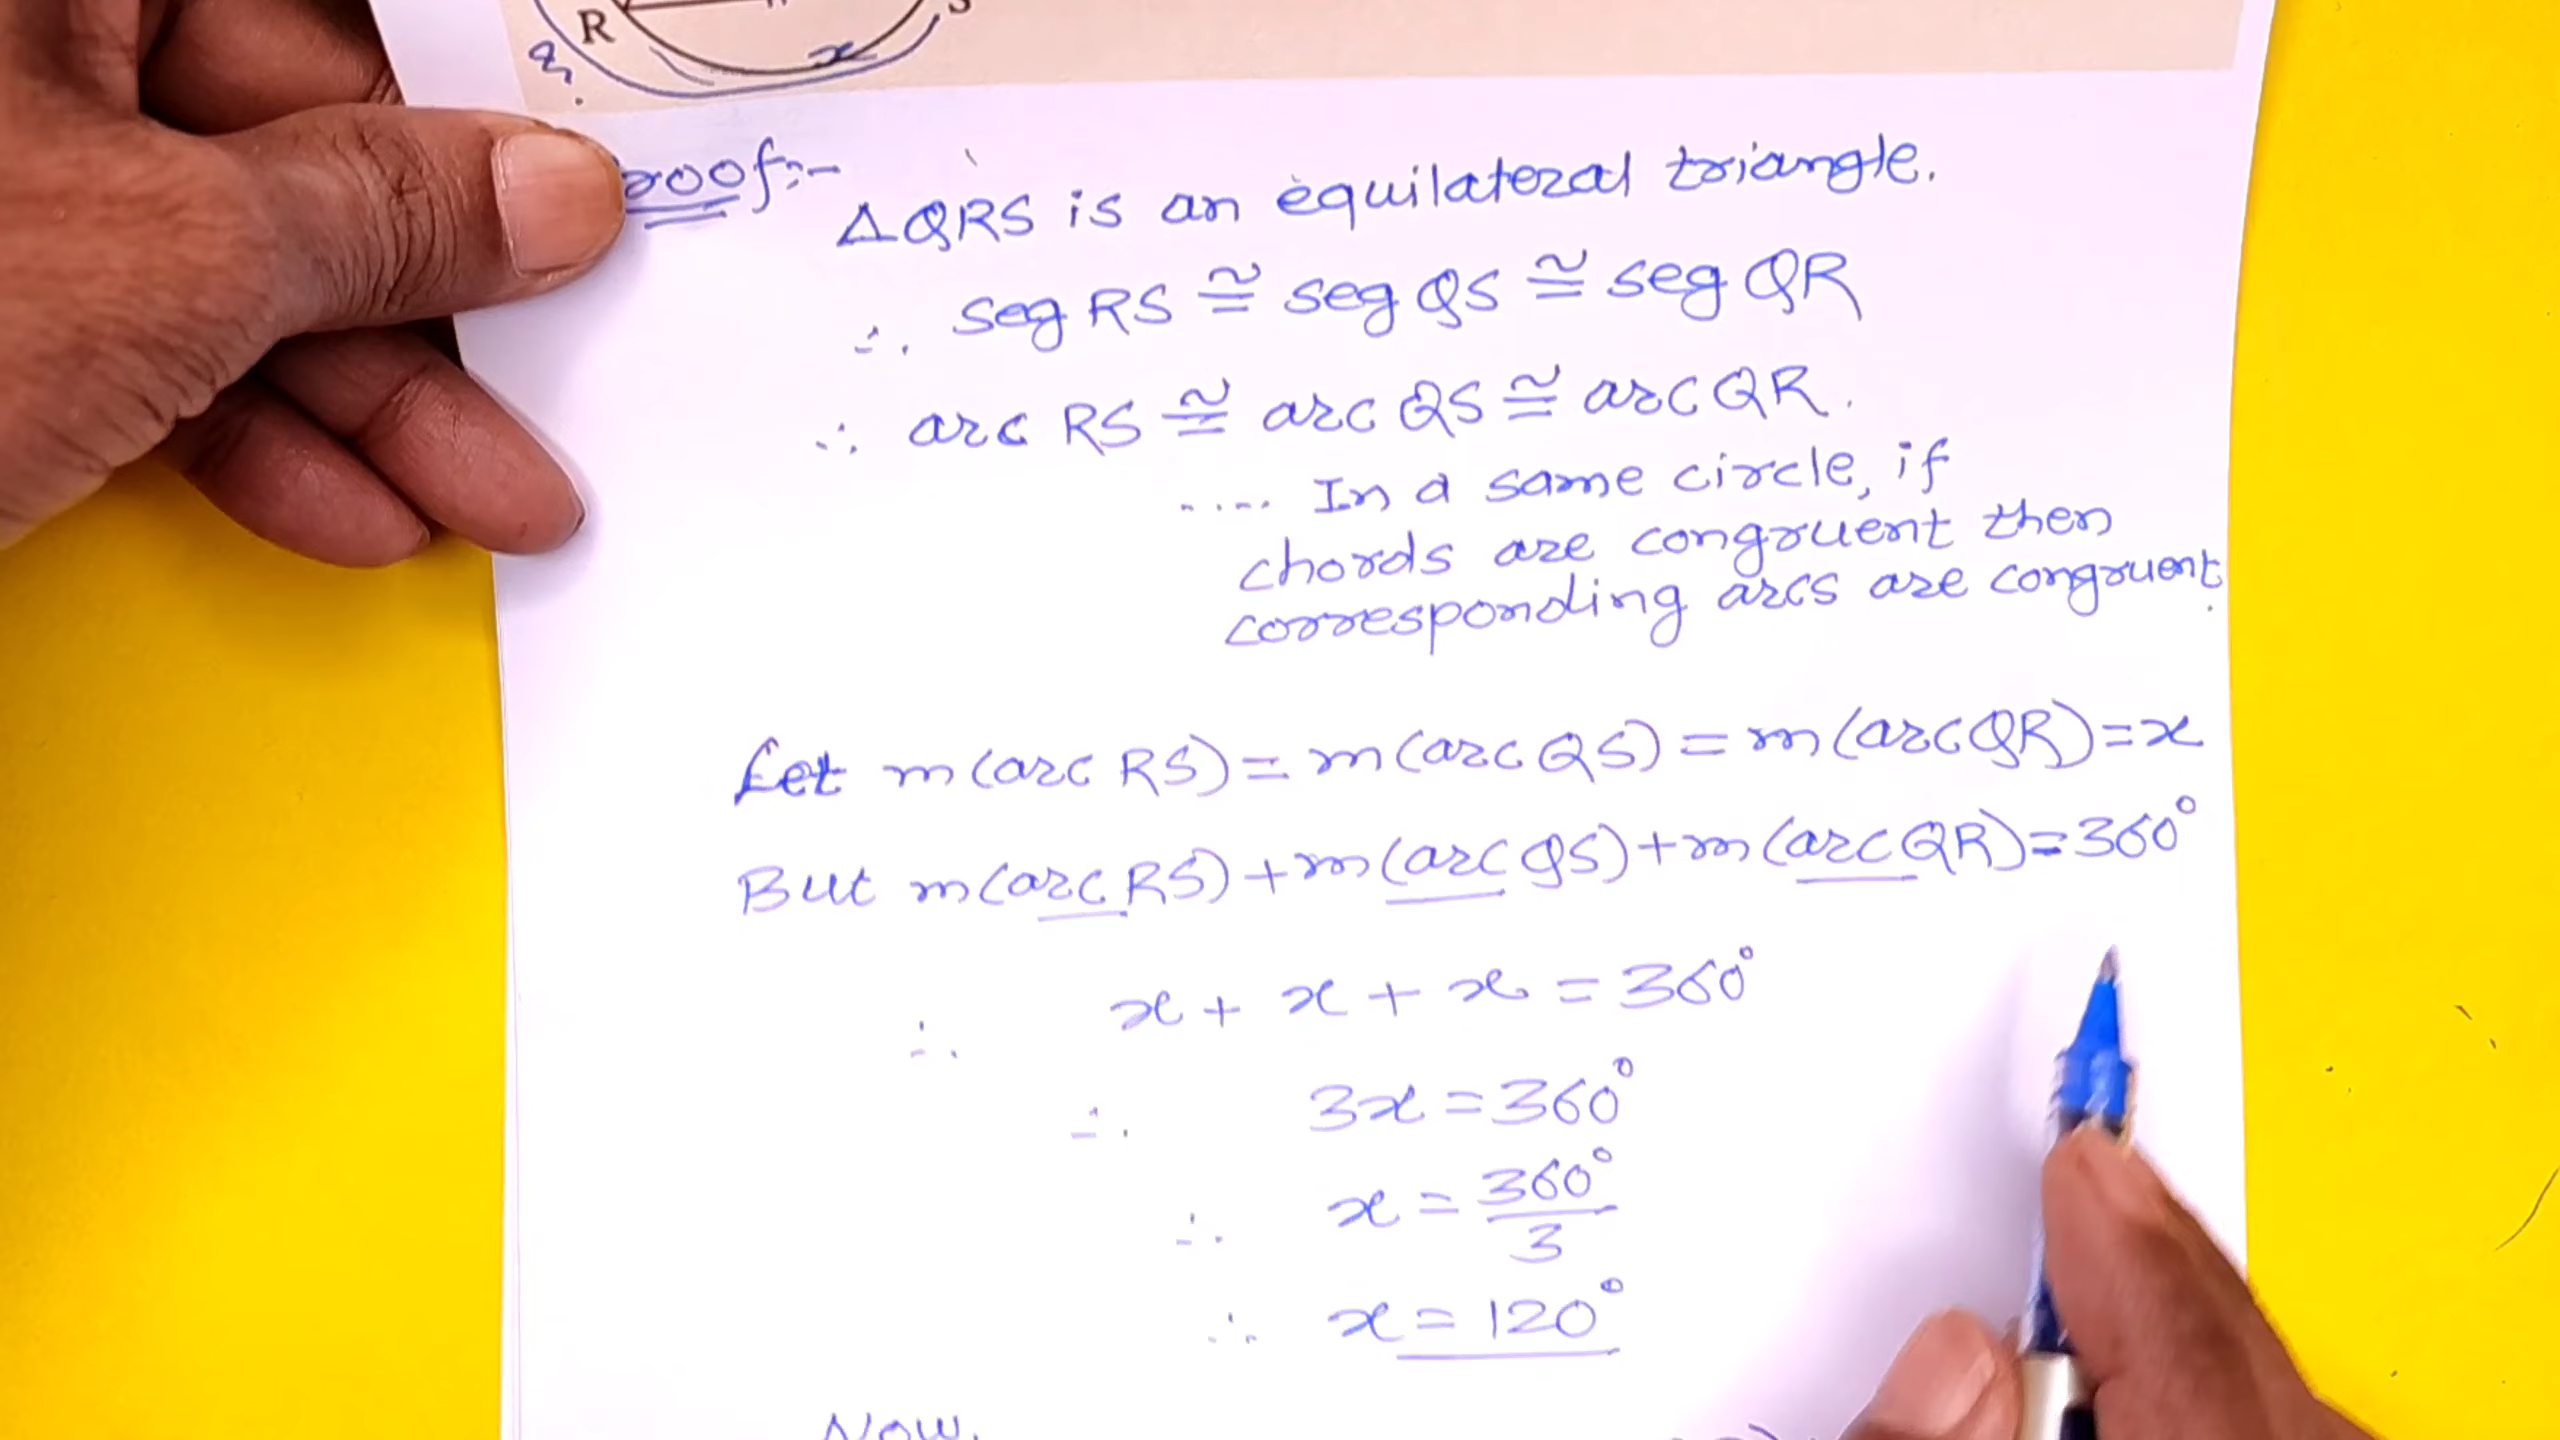 R
x
Proof:-
△QRS is an equilateral triangle.
∴ seg RS ≅ seg QS ≅ seg QR
∴ arc RS ≅ arc QS ≅ arc QR.
.... In a same circle, if
chords are congruent then
corresponding arcs are congruent.
Let m(arc RS) = m(arc QS) = m(arc QR) = x
But m(arc RS) + m(arc QS) + m(arc QR) = 360°
∴ x + x + x = 360°
∴ 3x = 360°
∴ x = 360°/3
∴ x = 120°
Now,